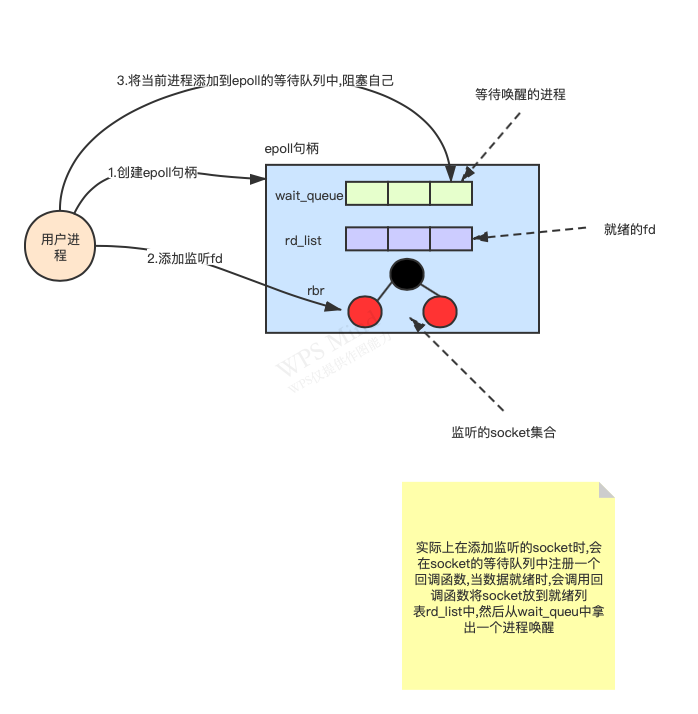 3.将当前进程添加到epoll的等待队列中,阻塞自己
等待唤醒的进程
epoll句柄
1.创建epoll句柄
wait_queue
用户进
程
rd_list
就绪的fd
2.添加监听fd
rbr
WPS仅提供作图能力
监听的socket集合
实际上在添加监听的socket时,会
在socket的等待队列中注册一个
回调函数,当数据就绪时,会调用回
调函数将socket放到就绪列
表rd_list中,然后从wait_queu中拿
出一个进程唤醒